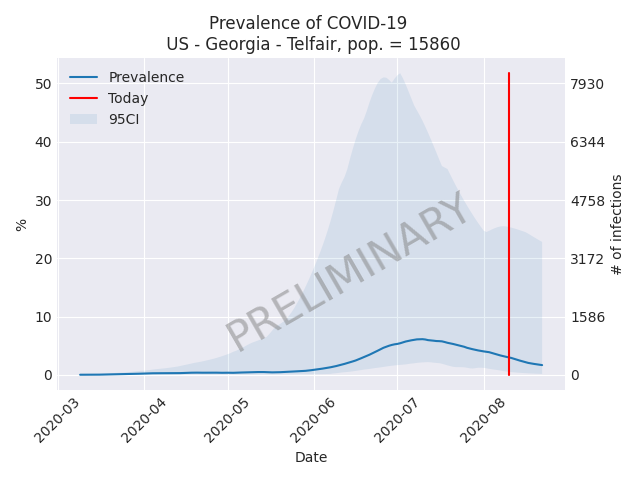 Prevalence of COVID-19
US - Georgia - Telfair, pop. = 15860
Prevalence
Today
95CI
50
40
30
20
10
0
%
7930
6344
4758
3172
1586
0
# of infections
PRELIMINARY
2020-03
2020-04
2020-05
2020-06
2020-07
2020-08
Date